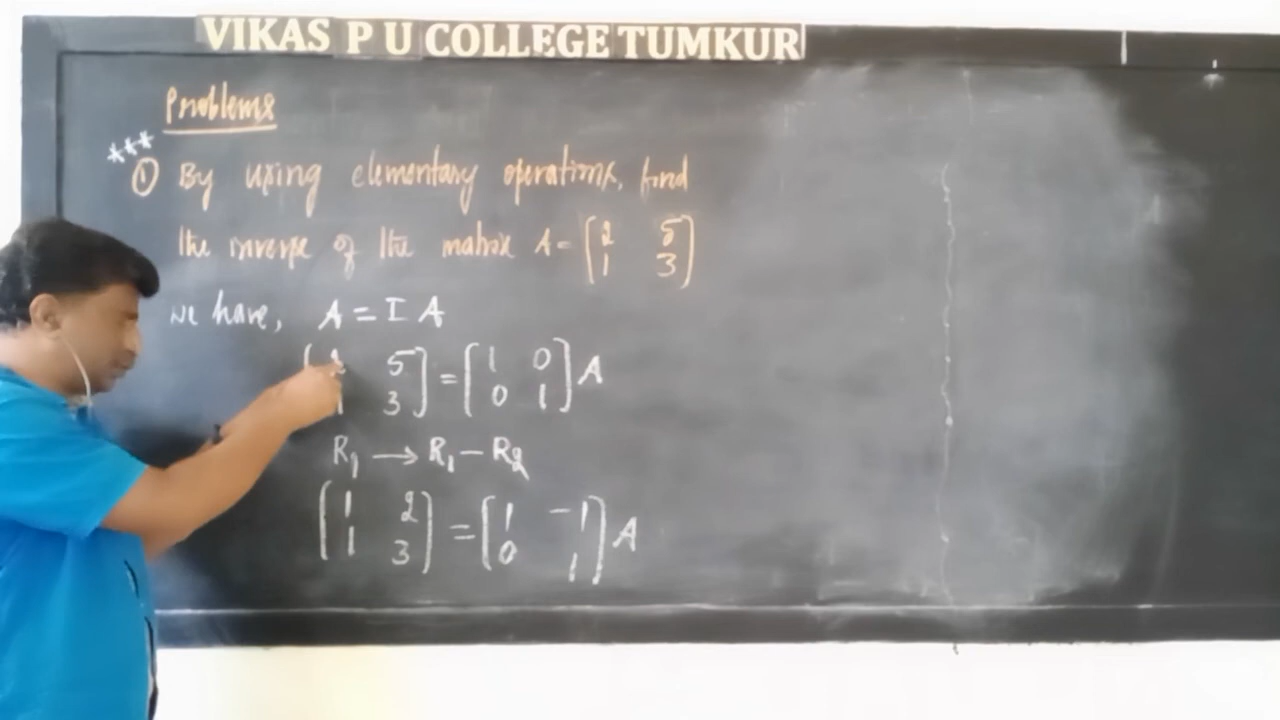 VIKAS P U COLLEGE TUMKUR
Problems
***
① By using elementary operations, find
the inverse of the matrix A = [2 5
1 3]
We have, A = I A
[2 5
1 3] = [1 0
0 1] A
R₁ → R₁ − R₂
[1 2
1 3] = [1 −1
0 1] A